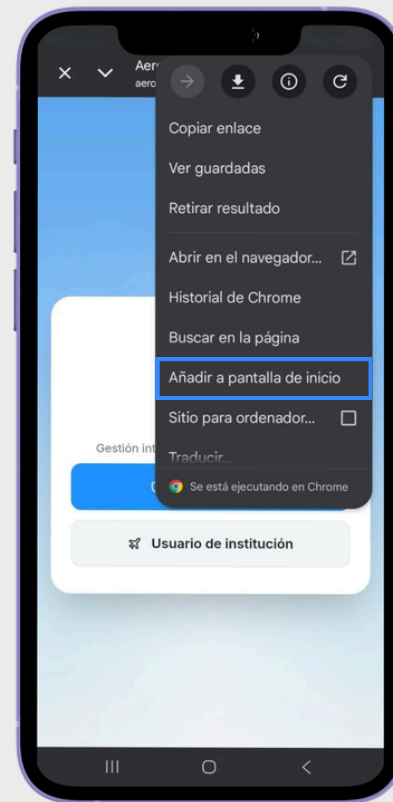 Aer
aero
Copiar enlace
Ver guardadas
Retirar resultado
Abrir en el navegador...
Historial de Chrome
Buscar en la página
Añadir a pantalla de inicio
Sitio para ordenador...
Traducir...
Gestión int
Se está ejecutando en Chrome
Usuario de institución